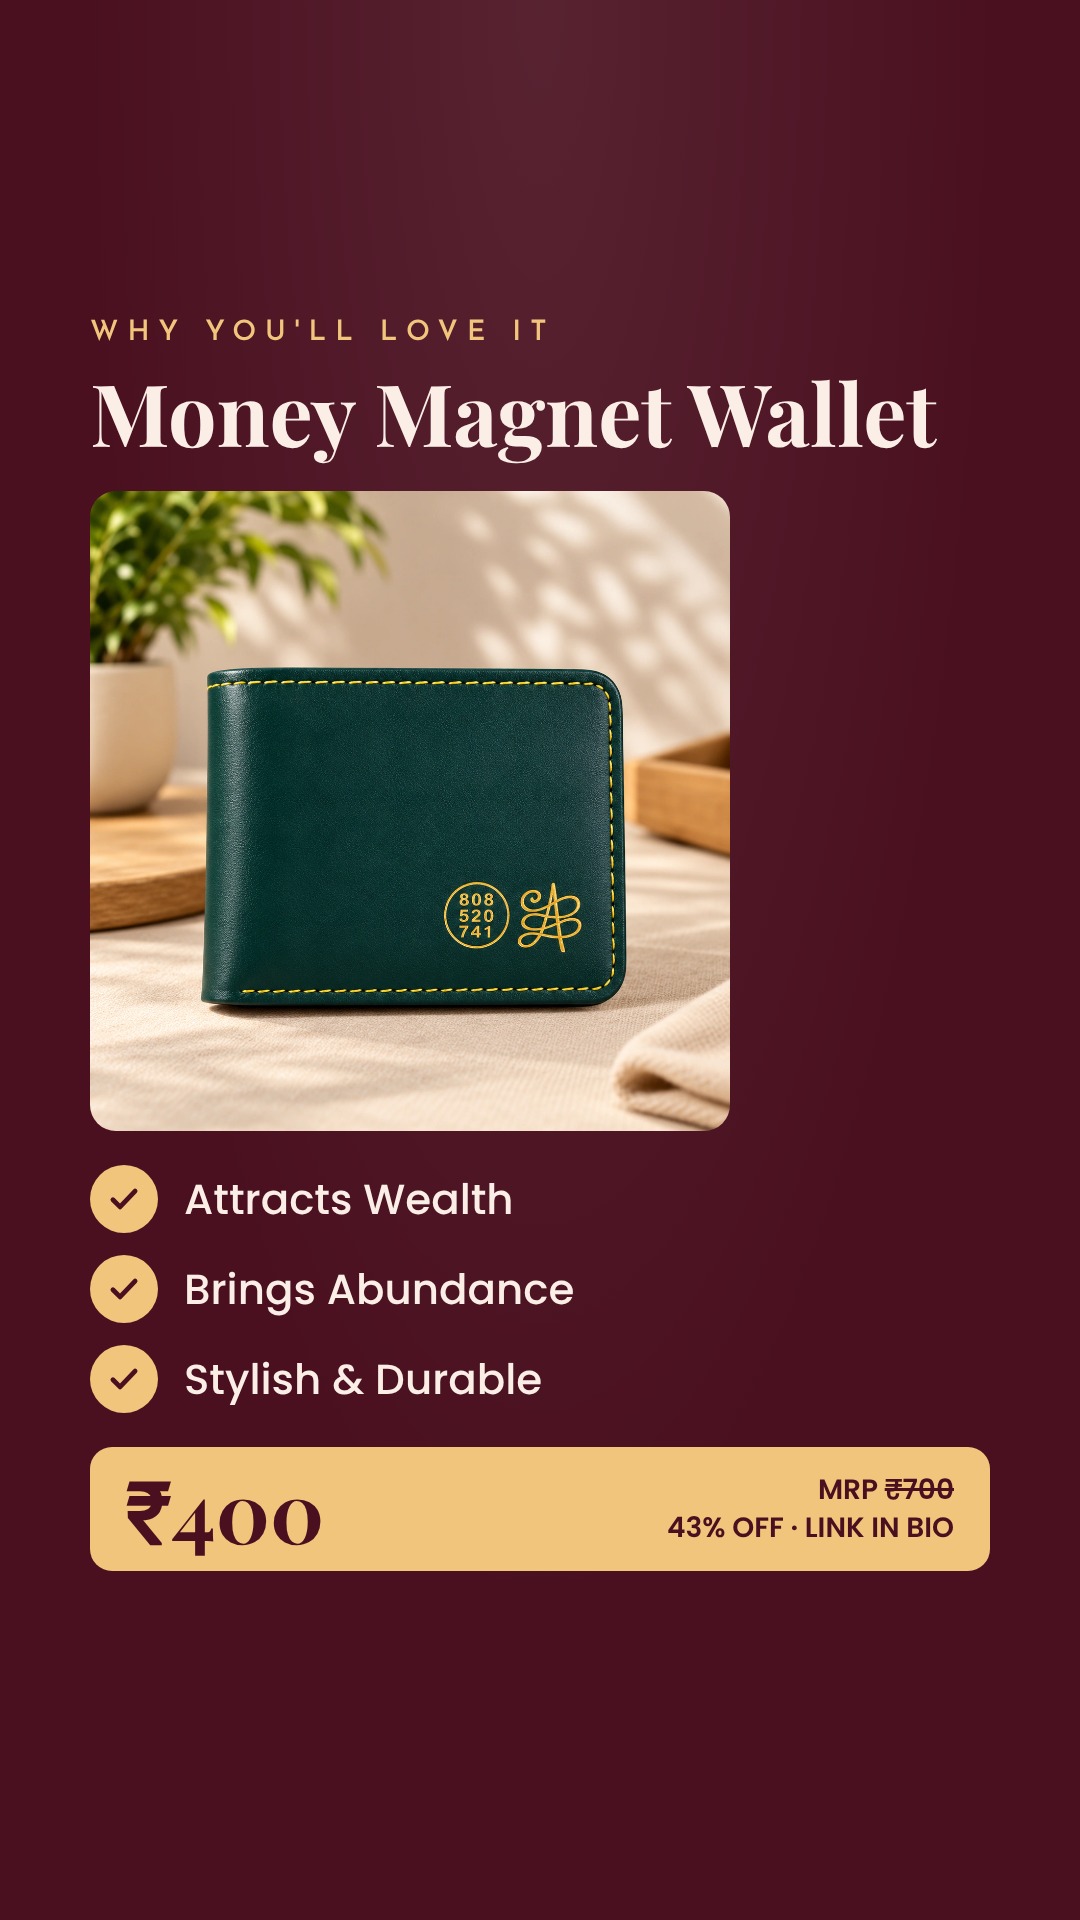 WHY YOU'LL LOVE IT
Money Magnet Wallet
808
520
741
Attracts Wealth
Brings Abundance
Stylish & Durable
₹400
MRP ₹700
43% OFF · LINK IN BIO